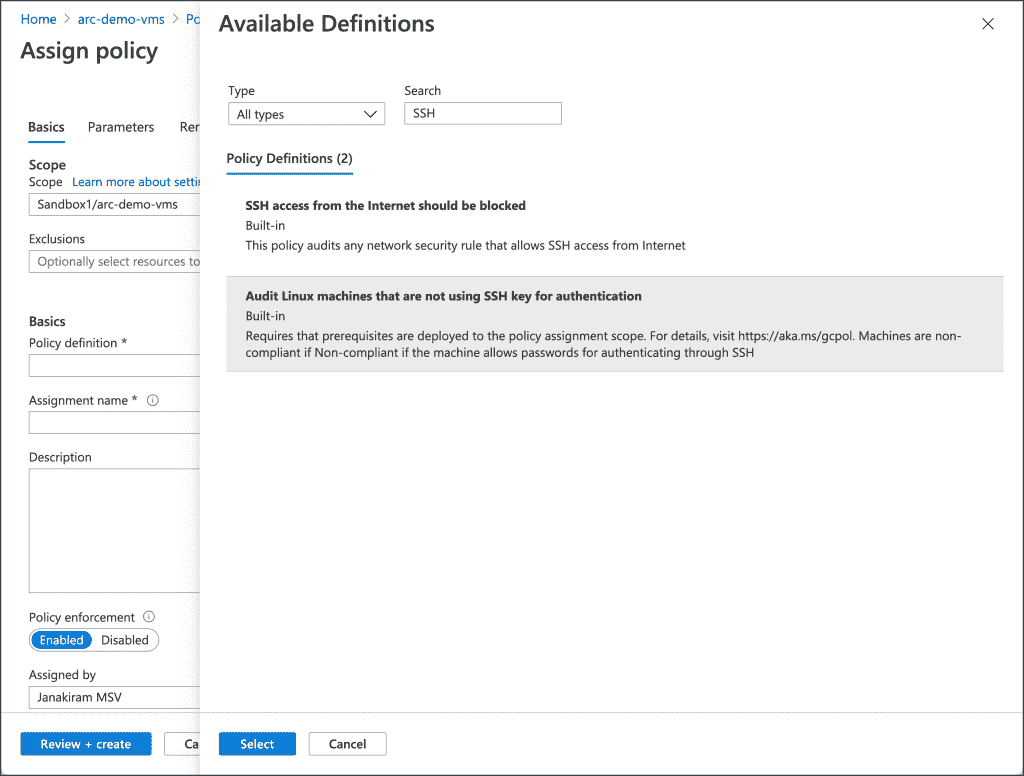 Home > arc-demo-vms > Po
Assign policy
Basics Parameters Rer
Scope
Scope Learn more about setti
Sandbox1/arc-demo-vms
Exclusions
Optionally select resources to
Basics
Policy definition *
Assignment name *
Description
Policy enforcement
Enabled Disabled
Assigned by
Janakiram MSV
Review + create Ca
Available Definitions
Type Search
All types SSH
Policy Definitions (2)
SSH access from the Internet should be blocked
Built-in
This policy audits any network security rule that allows SSH access from Internet
Audit Linux machines that are not using SSH key for authentication
Built-in
Requires that prerequisites are deployed to the policy assignment scope. For details, visit https://aka.ms/gcpol. Machines are non-
compliant if Non-compliant if the machine allows passwords for authenticating through SSH
Select Cancel